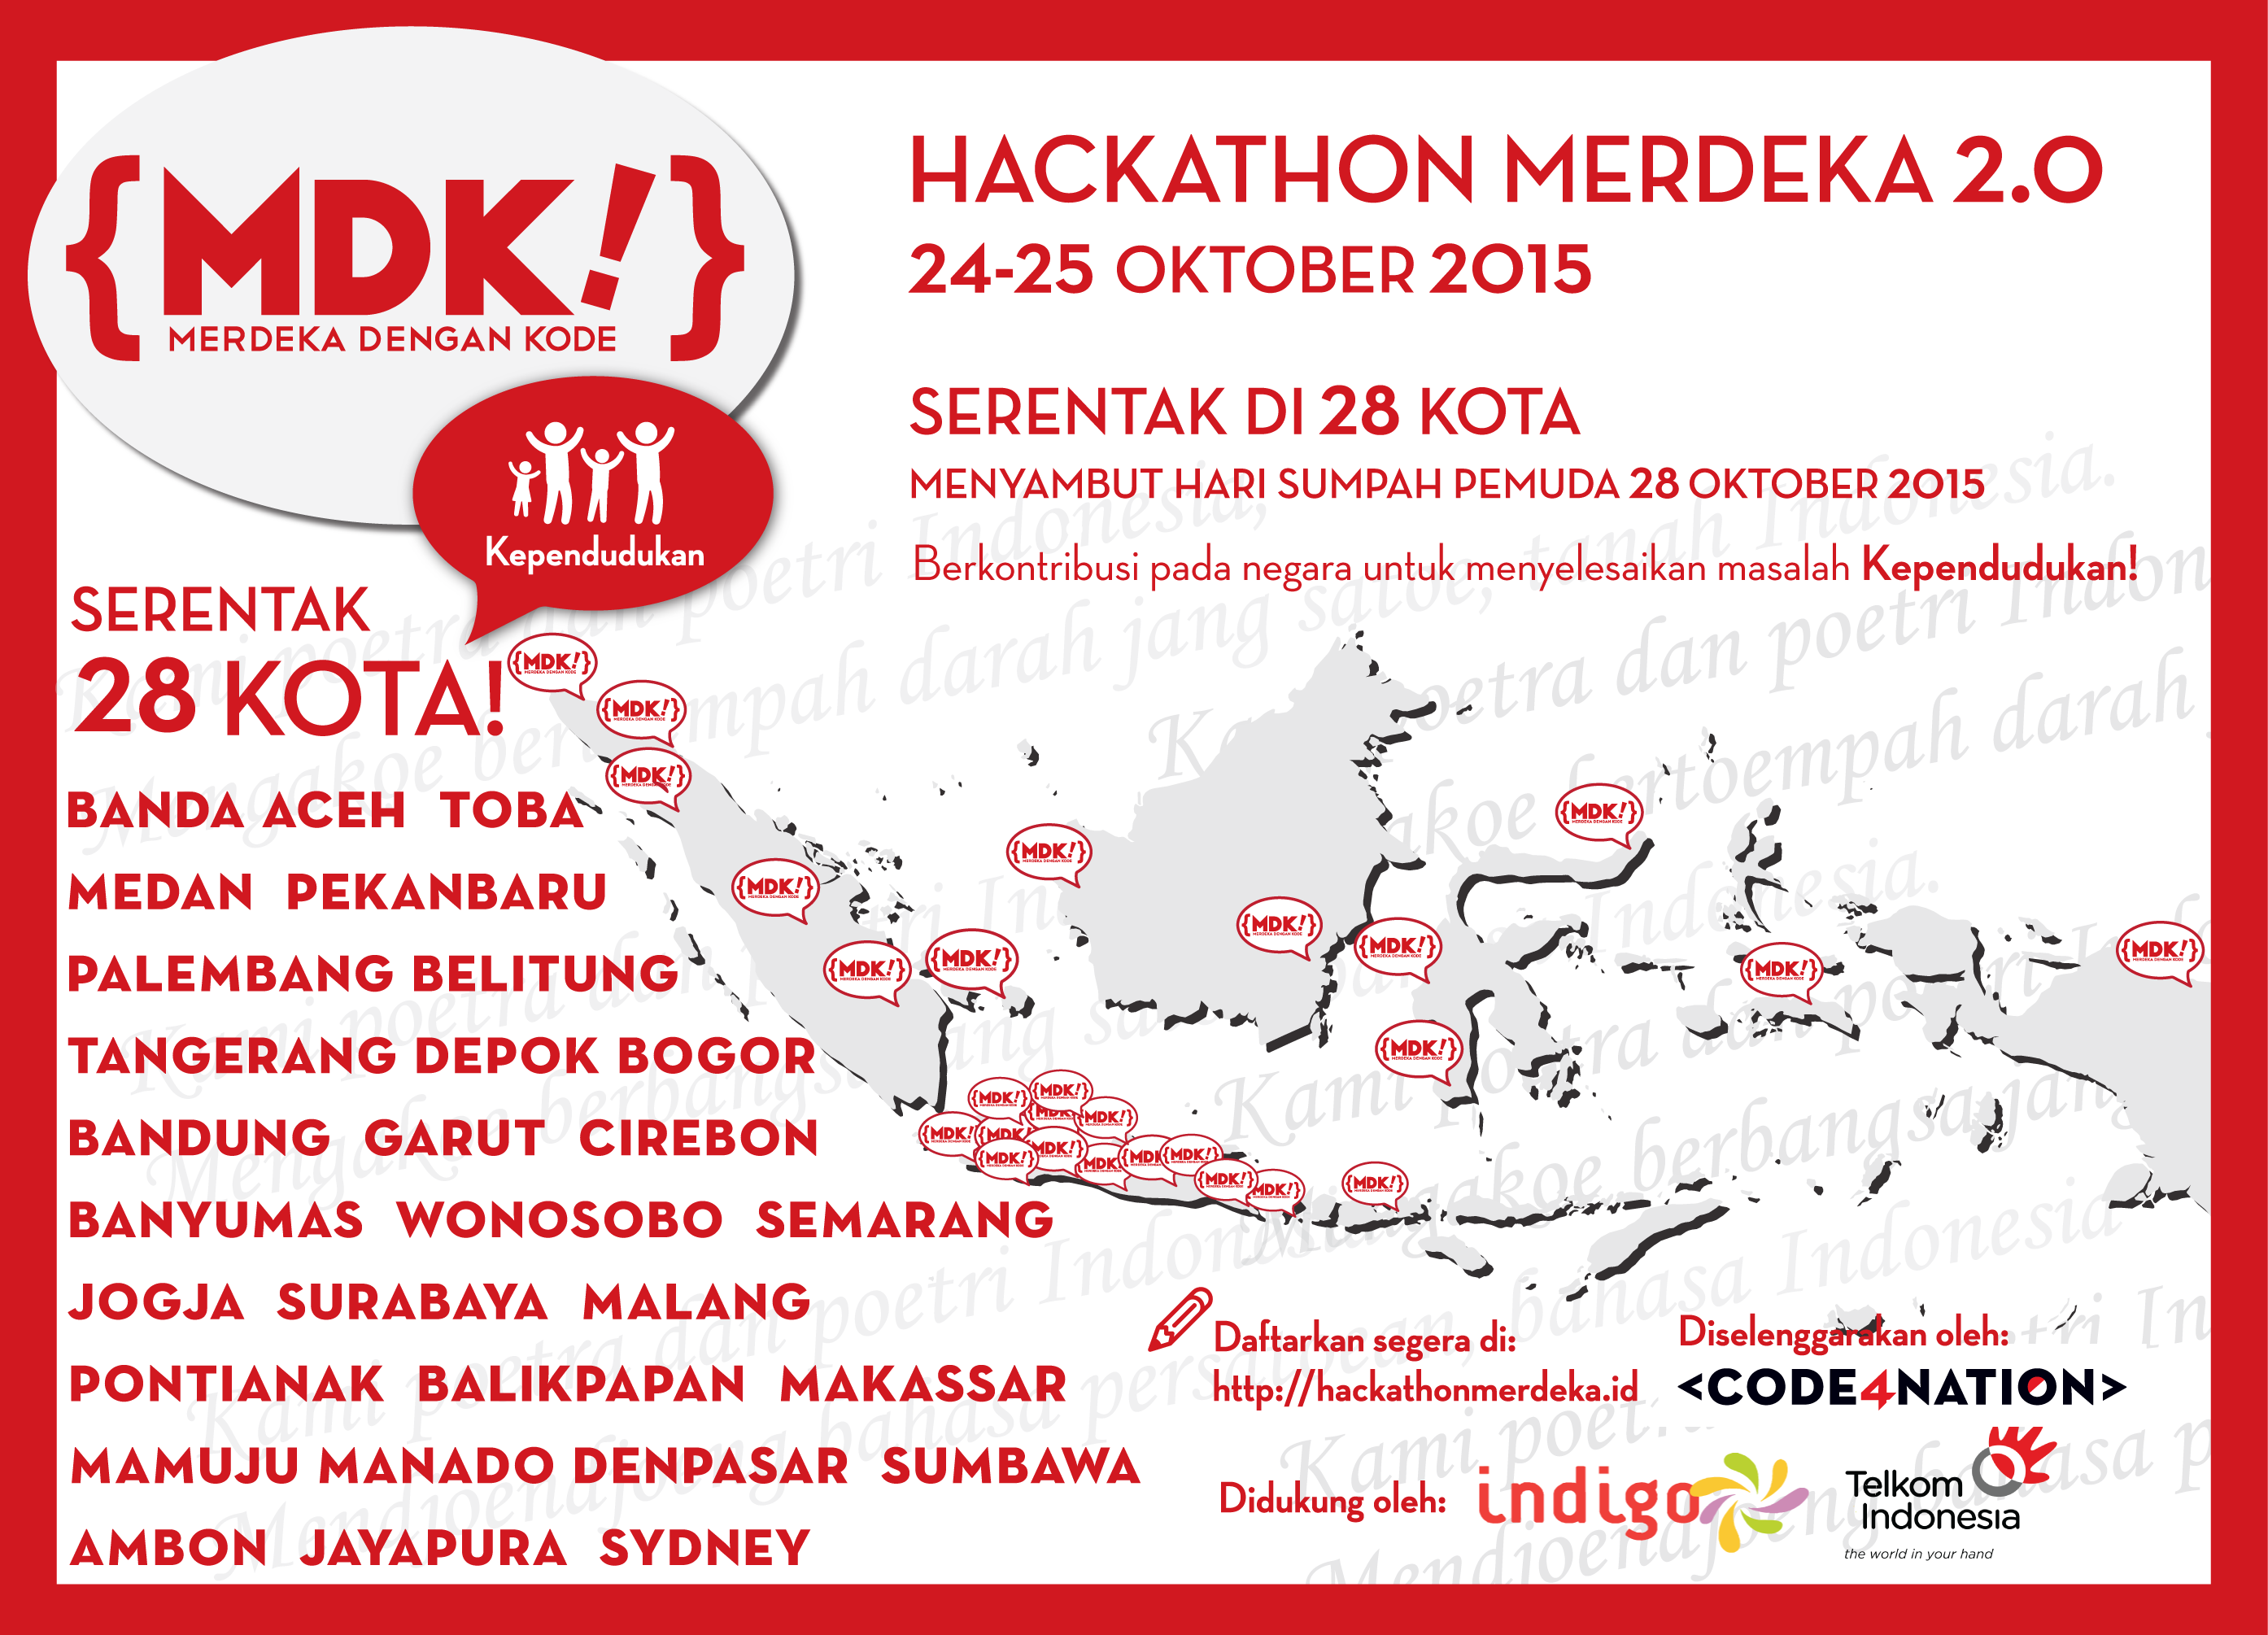 {MDK!}
MERDEKA DENGAN KODE
Kependudukan
HACKATHON MERDEKA 2.0
24-25 OKTOBER 2015
SERENTAK DI 28 KOTA
MENYAMBUT HARI SUMPAH PEMUDA 28 OKTOBER 2015
Berkontribusi pada negara untuk menyelesaikan masalah Kependudukan!
SERENTAK
28 KOTA!
BANDA ACEH TOBA
MEDAN PEKANBARU
PALEMBANG BELITUNG
TANGERANG DEPOK BOGOR
BANDUNG GARUT CIREBON
BANYUMAS WONOSOBO SEMARANG
JOGJA SURABAYA MALANG
PONTIANAK BALIKPAPAN MAKASSAR
MAMUJU MANADO DENPASAR SUMBAWA
AMBON JAYAPURA SYDNEY
{MDK!}
MERDEKA DENGAN KODE
Daftarkan segera di:
http://hackathonmerdeka.id
Diselenggarakan oleh:
<CODE4NATION>
Didukung oleh:
indigo
Telkom
Indonesia
the world in your hand